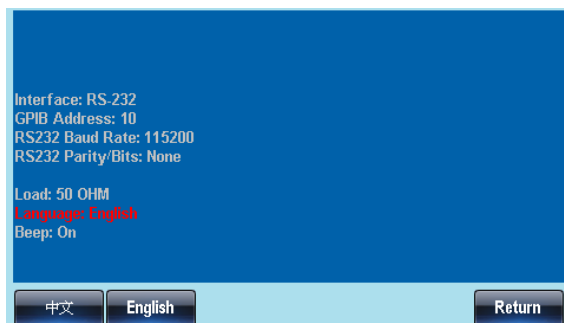 Interface: RS-232
GPIB Address: 10
RS232 Baud Rate: 115200
RS232 Parity/Bits: None
Load: 50 OHM
Language: English
Beep: On
中文 English Return